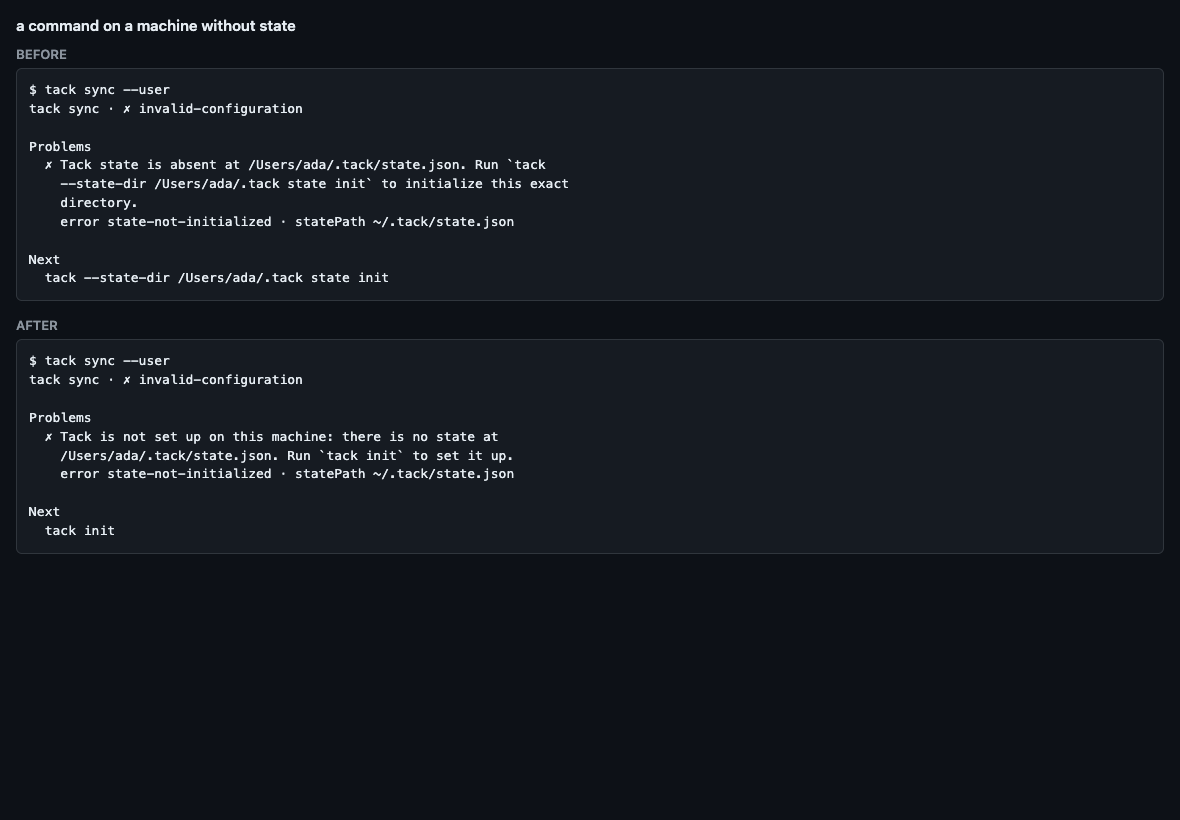 a command on a machine without state
BEFORE
$ tack sync --user
tack sync · ✗ invalid-configuration
Problems
✗ Tack state is absent at /Users/ada/.tack/state.json. Run `tack
--state-dir /Users/ada/.tack state init` to initialize this exact
directory.
error state-not-initialized · statePath ~/.tack/state.json
Next
tack --state-dir /Users/ada/.tack state init
AFTER
$ tack sync --user
tack sync · ✗ invalid-configuration
Problems
✗ Tack is not set up on this machine: there is no state at
/Users/ada/.tack/state.json. Run `tack init` to set it up.
error state-not-initialized · statePath ~/.tack/state.json
Next
tack init